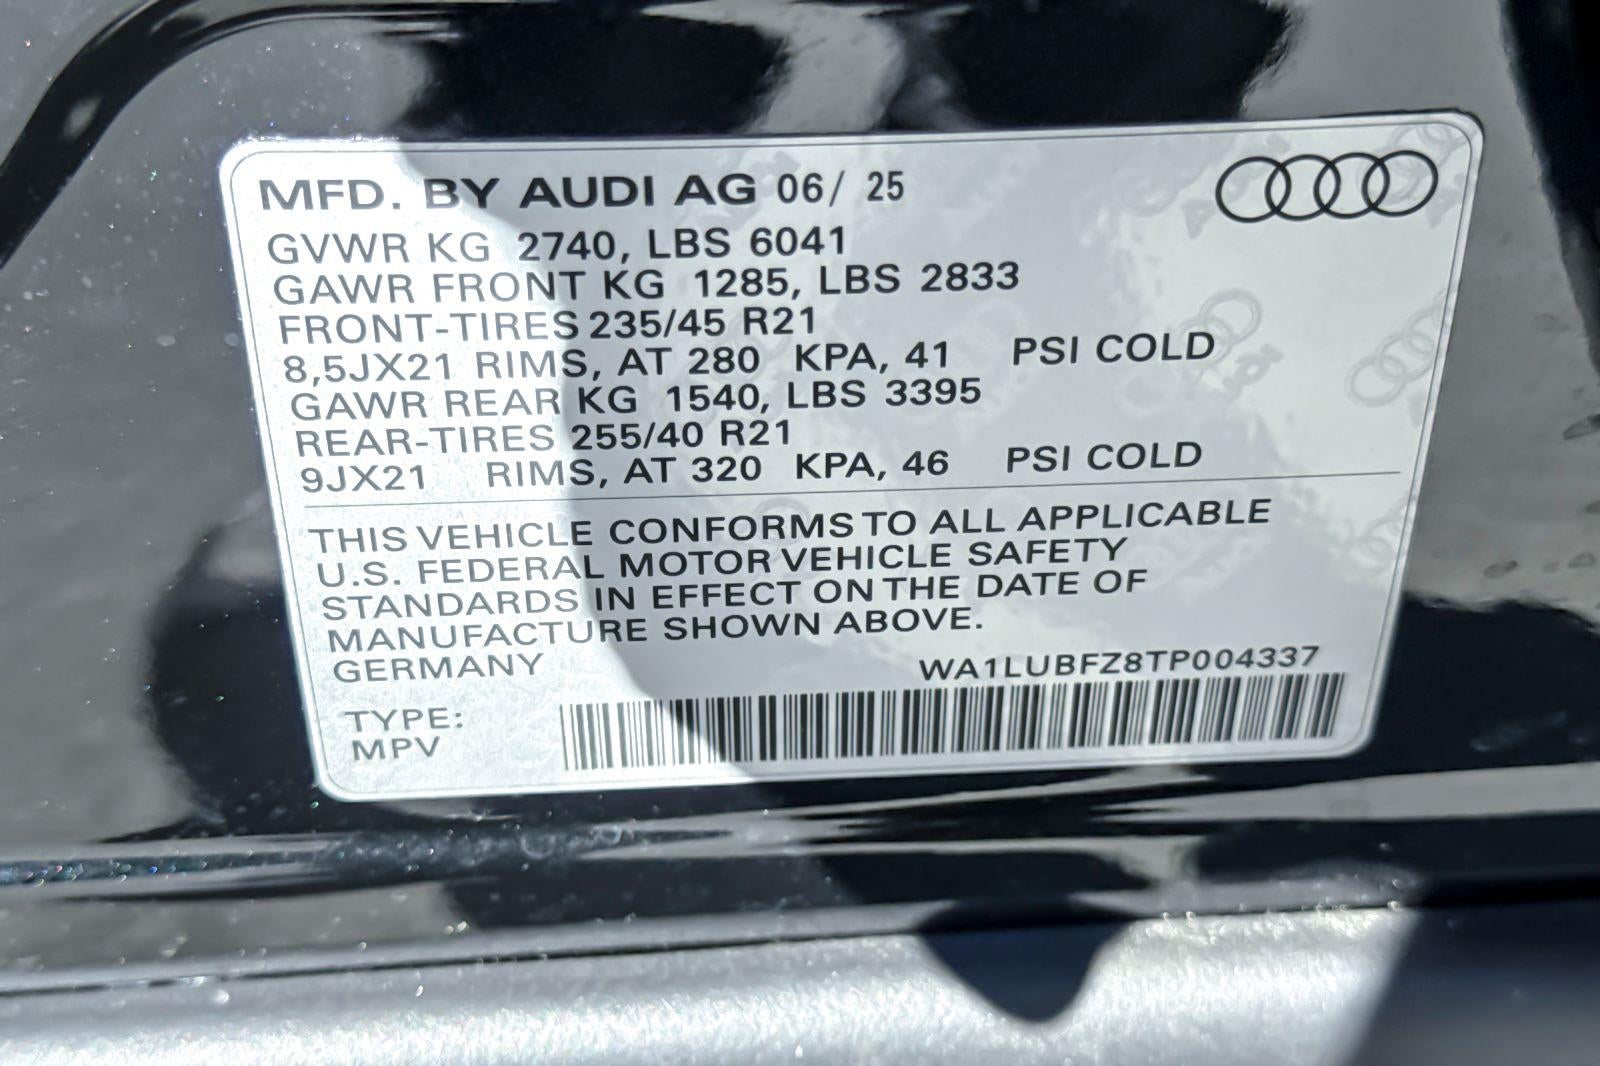 MFD. BY AUDI AG 06/ 25
GVWR KG 2740, LBS 6041
GAWR FRONT KG 1285, LBS 2833
FRONT-TIRES 235/45 R21
8,5JX21 RIMS, AT 280 KPA, 41 PSI COLD
GAWR REAR KG 1540, LBS 3395
REAR-TIRES 255/40 R21
9JX21 RIMS, AT 320 KPA, 46 PSI COLD
THIS VEHICLE CONFORMS TO ALL APPLICABLE
U.S. FEDERAL MOTOR VEHICLE SAFETY
STANDARDS IN EFFECT ON THE DATE OF
MANUFACTURE SHOWN ABOVE.
GERMANY WA1LUBFZ8TP004337
TYPE:
MPV